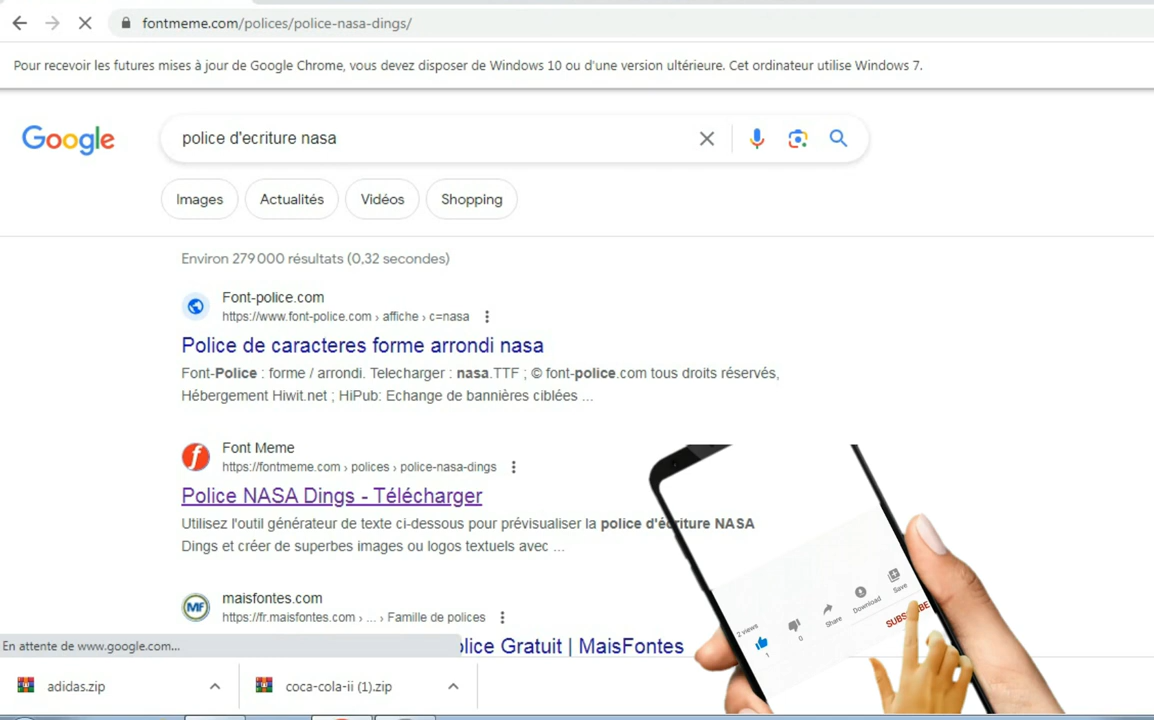 fontmeme.com/polices/police-nasa-dings/
Pour recevoir les futures mises à jour de Google Chrome, vous devez disposer de Windows 10 ou d'une version ultérieure. Cet ordinateur utilise Windows 7.
Google
police d'ecriture nasa
Images
Actualités
Vidéos
Shopping
Environ 279 000 résultats (0,32 secondes)
Font-police.com
https://www.font-police.com › affiche › c=nasa
Police de caracteres forme arrondi nasa
Font-Police : forme / arrondi. Telecharger : nasa.TTF ; © font-police.com tous droits réservés,
Hébergement Hiwit.net ; HiPub: Echange de bannières ciblées ...
f
Font Meme
https://fontmeme.com › polices › police-nasa-dings
Police NASA Dings - Télécharger
Utilisez l'outil générateur de texte ci-dessous pour prévisualiser la police d'écriture NASA
Dings et créer de superbes images ou logos textuels avec ...
MF
maisfontes.com
https://fr.maisfontes.com › ... › Famille de polices
Gratuit | MaisFontes
En attente de www.google.com...
2 views
1
0
Share
Download
Save
adidas.zip
coca-cola-ii (1).zip